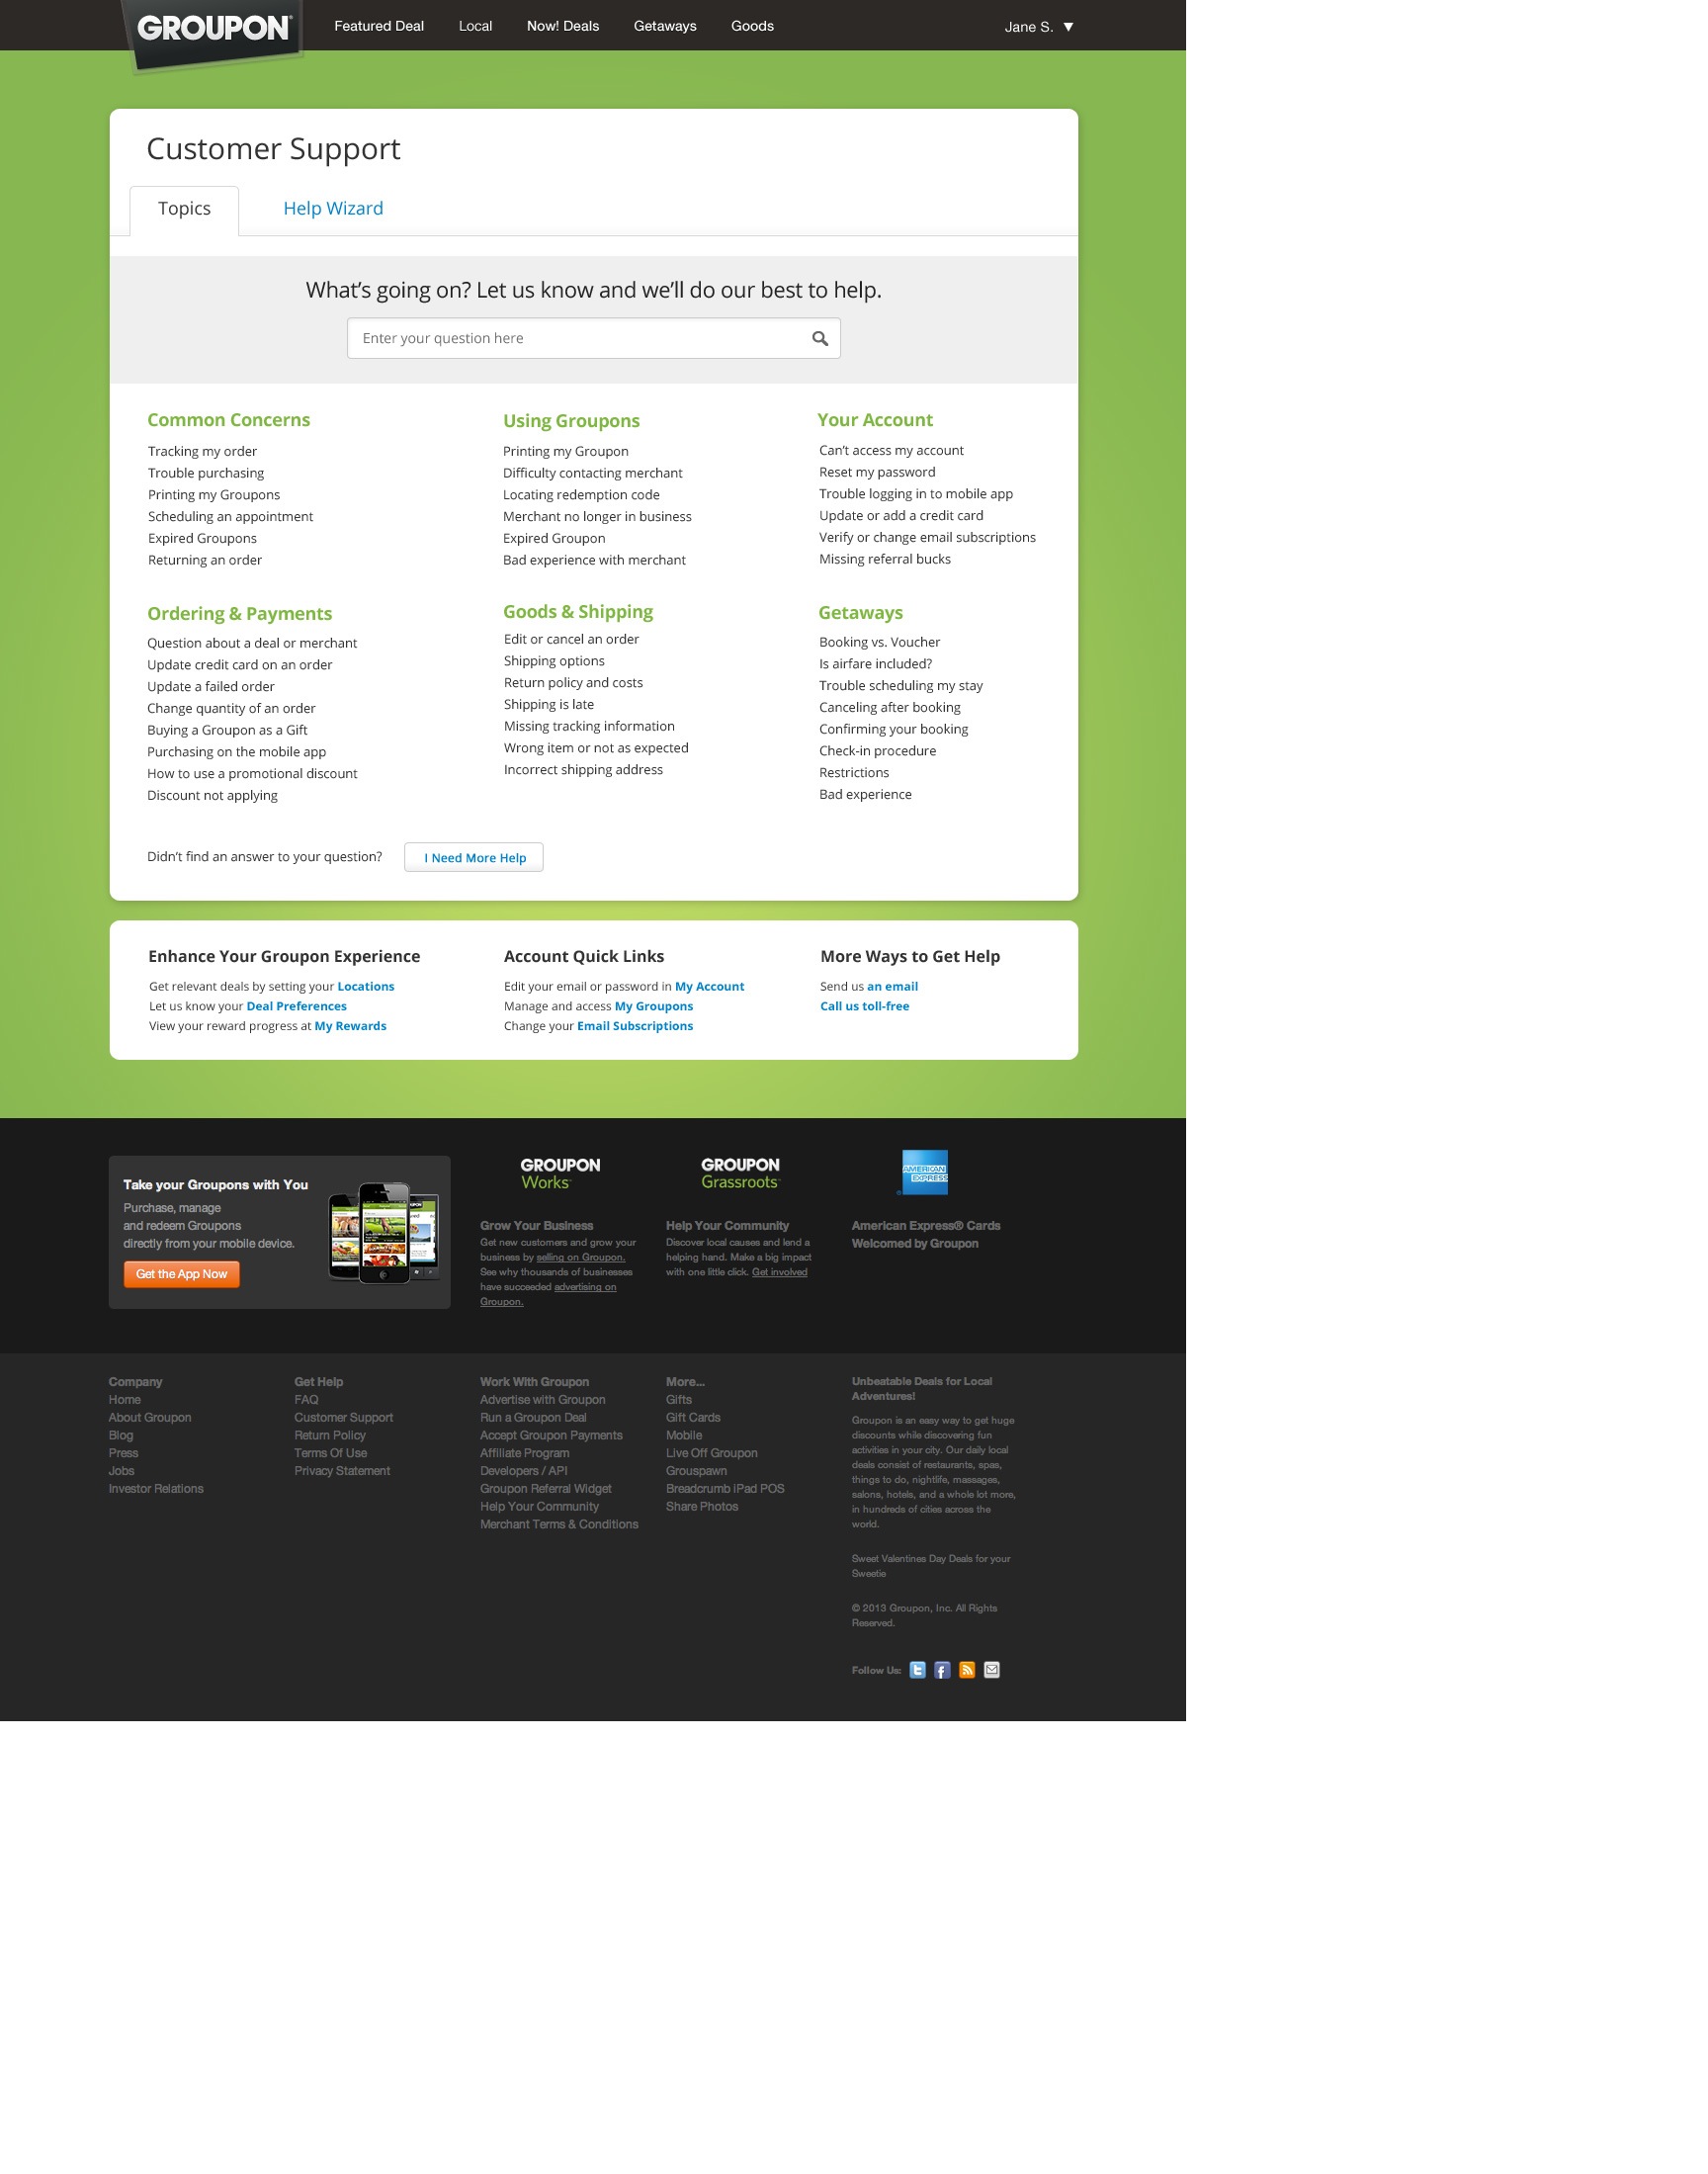 GROUPON
Featured Deal
Local
Now! Deals
Getaways
Goods
Jane S.
Customer Support
Topics
Help Wizard
What's going on? Let us know and we'll do our best to help.
Enter your question here
Common Concerns
Tracking my order
Trouble purchasing
Printing my Groupons
Scheduling an appointment
Expired Groupons
Returning an order
Using Groupons
Printing my Groupon
Difficulty contacting merchant
Locating redemption code
Merchant no longer in business
Expired Groupon
Bad experience with merchant
Your Account
Can't access my account
Reset my password
Trouble logging in to mobile app
Update or add a credit card
Verify or change email subscriptions
Missing referral bucks
Ordering & Payments
Question about a deal or merchant
Update credit card on an order
Update a failed order
Change quantity of an order
Buying a Groupon as a Gift
Purchasing on the mobile app
How to use a promotional discount
Discount not applying
Goods & Shipping
Edit or cancel an order
Shipping options
Return policy and costs
Shipping is late
Missing tracking information
Wrong item or not as expected
Incorrect shipping address
Getaways
Booking vs. Voucher
Is airfare included?
Trouble scheduling my stay
Canceling after booking
Confirming your booking
Check-in procedure
Restrictions
Bad experience
Didn't find an answer to your question?
I Need More Help
Enhance Your Groupon Experience
Get relevant deals by setting your Locations
Let us know your Deal Preferences
View your reward progress at My Rewards
Account Quick Links
Edit your email or password in My Account
Manage and access My Groupons
Change your Email Subscriptions
More Ways to Get Help
Send us an email
Call us toll-free
Take your Groupons with You
Purchase, manage
and redeem Groupons
directly from your mobile device.
Get the App Now
GROUPON
Works™
Grow Your Business
Get new customers and grow your
business by selling on Groupon.
See why thousands of businesses
have succeeded advertising on
Groupon.
GROUPON
Grassroots™
Help Your Community
Discover local causes and lend a
helping hand. Make a big impact
with one little click. Get involved
AMERICAN
EXPRESS
®
American Express® Cards
Welcomed by Groupon
Company
Home
About Groupon
Blog
Press
Jobs
Investor Relations
Get Help
FAQ
Customer Support
Return Policy
Terms Of Use
Privacy Statement
Work With Groupon
Advertise with Groupon
Run a Groupon Deal
Accept Groupon Payments
Affiliate Program
Developers / API
Groupon Referral Widget
Help Your Community
Merchant Terms & Conditions
More...
Gifts
Gift Cards
Mobile
Live Off Groupon
Grouspawn
Breadcrumb iPad POS
Share Photos
Unbeatable Deals for Local
Adventures!
Groupon is an easy way to get huge
discounts while discovering fun
activities in your city. Our daily local
deals consist of restaurants, spas,
things to do, nightlife, massages,
salons, hotels, and a whole lot more,
in hundreds of cities across the
world.
Sweet Valentines Day Deals for your
Sweetie
© 2013 Groupon, Inc. All Rights
Reserved.
Follow Us: